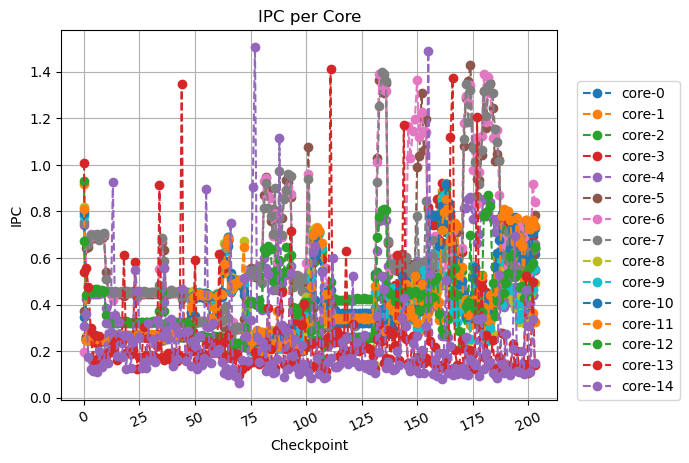 IPC per Core
IPC
1.4
1.2
1.0
0.8
0.6
0.4
0.2
0.0
0
25
50
75
100
125
150
175
200
Checkpoint
core-0
core-1
core-2
core-3
core-4
core-5
core-6
core-7
core-8
core-9
core-10
core-11
core-12
core-13
core-14